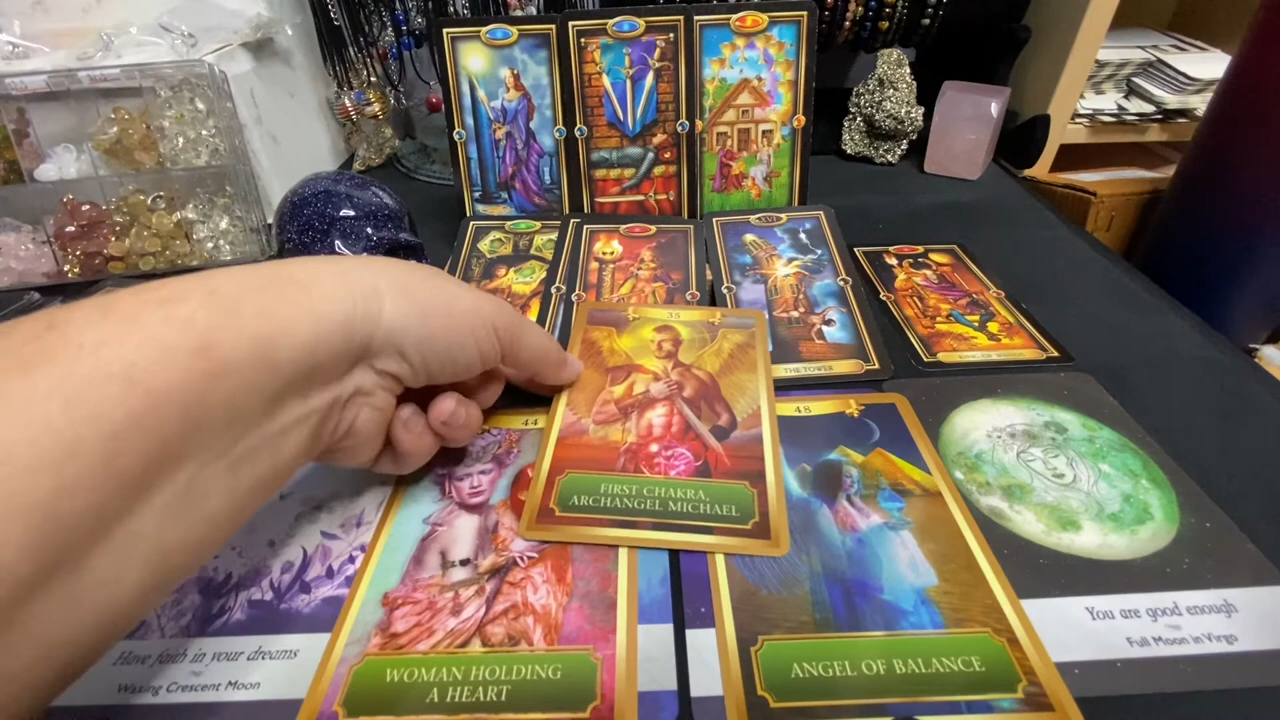 XVI
THE TOWER
KING OF WANDS
35
FIRST CHAKRA,
ARCHANGEL MICHAEL
44
WOMAN HOLDING
A HEART
48
ANGEL OF BALANCE
Have faith in your dreams
Waxing Crescent Moon
You are good enough
Full Moon in Virgo